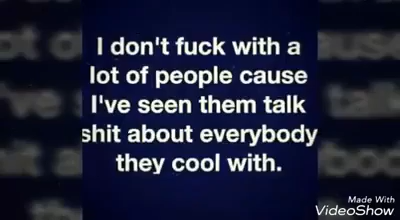 I don't fuck with a
lot of people cause
I've seen them talk
shit about everybody
they cool with.
Made With
VideoShow